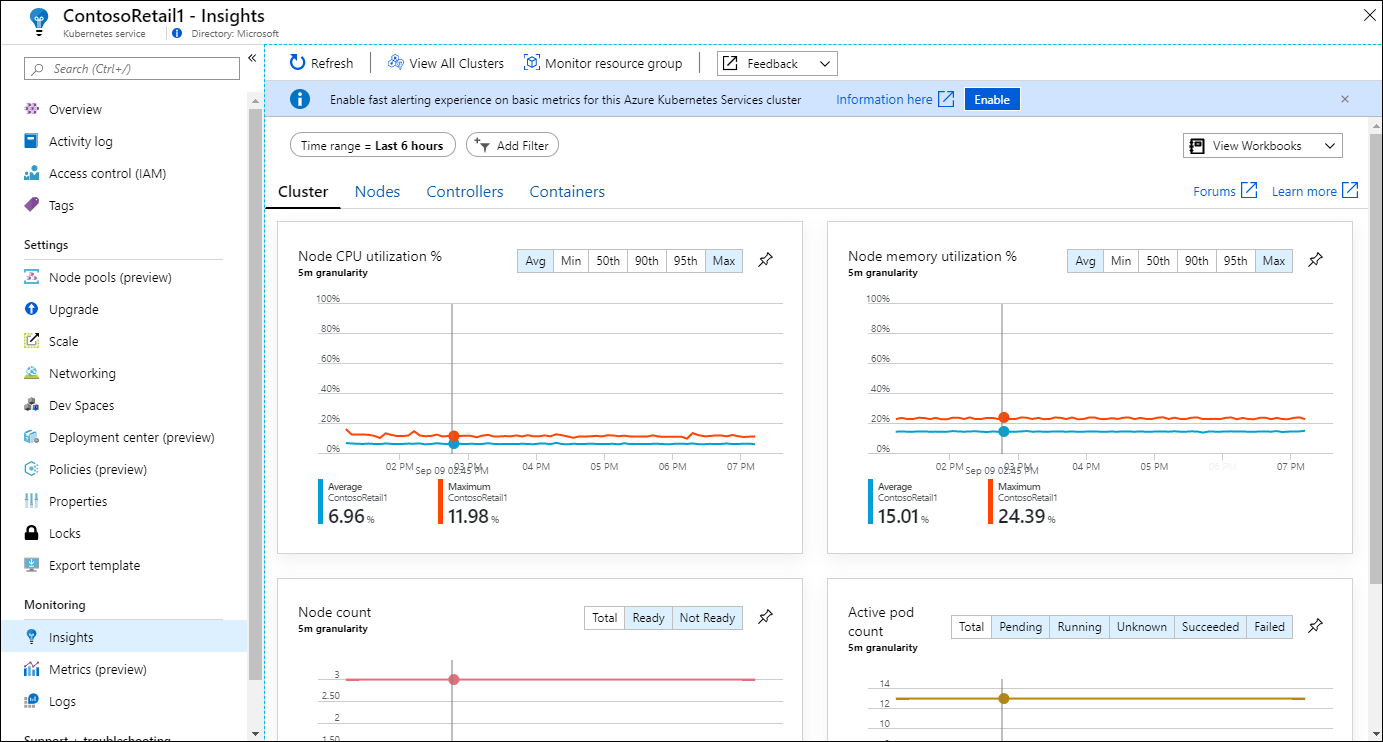 ContosoRetail1 - Insights
Kubernetes service
Directory: Microsoft
Search (Ctrl+/)
Overview
Activity log
Access control (IAM)
Tags
Settings
Node pools (preview)
Upgrade
Scale
Networking
Dev Spaces
Deployment center (preview)
Policies (preview)
Properties
Locks
Export template
Monitoring
Insights
Metrics (preview)
Logs
Support + troubleshooting
Refresh
View All Clusters
Monitor resource group
Feedback
Enable fast alerting experience on basic metrics for this Azure Kubernetes Services cluster
Information here
Enable
Time range = Last 6 hours
Add Filter
View Workbooks
Cluster
Nodes
Controllers
Containers
Forums
Learn more
Node CPU utilization %
5m granularity
Avg Min 50th 90th 95th Max
100%
80%
60%
40%
20%
0%
02 PM 03 PM 04 PM 05 PM 06 PM 07 PM
Sep 09 02:45 PM
Average
ContosoRetail1
6.96 %
Maximum
ContosoRetail1
11.98 %
Node memory utilization %
5m granularity
Avg Min 50th 90th 95th Max
100%
80%
60%
40%
20%
0%
02 PM 03 PM 04 PM 05 PM 06 PM 07 PM
Sep 09 02:45 PM
Average
ContosoRetail1
15.01 %
Maximum
ContosoRetail1
24.39 %
Node count
5m granularity
Total Ready Not Ready
3
2.50
2
1.50
Active pod
count
5m granularity
Total Pending Running Unknown Succeeded Failed
14
12
10